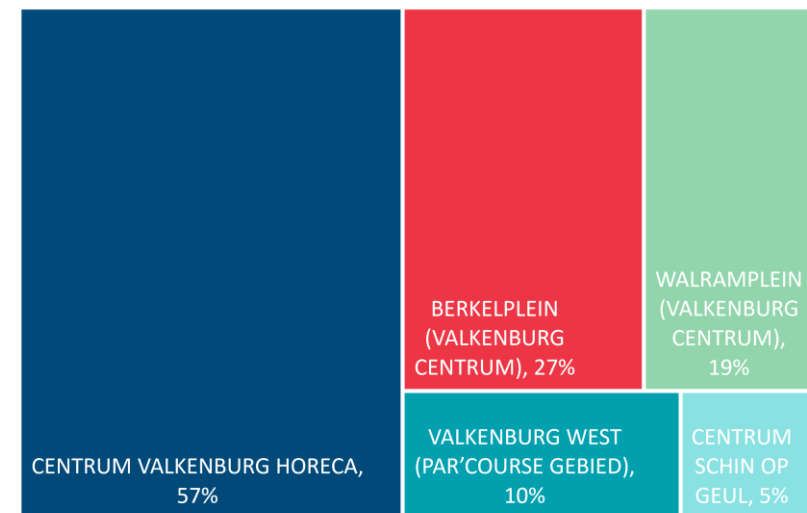 CENTRUM VALKENBURG HORECA,
57%
BERKELPLEIN
(VALKENBURG
CENTRUM), 27%
WALRAMPLEIN
(VALKENBURG
CENTRUM),
19%
VALKENBURG WEST
(PAR'COURSE GEBIED),
10%
CENTRUM
SCHIN OP
GEUL, 5%